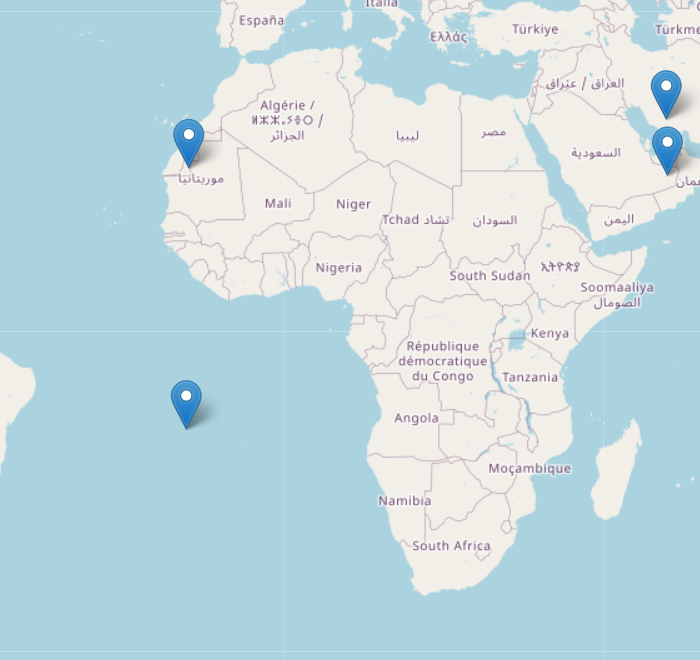 Italia
España
Ελλάς
Türkiye
Türkme
العراق / عێراق
Algérie /
ⵍⵣⵣⴰⵢⴻⵔ /
الجزائر
ليبيا
مصر
السعودية
موريتانيا
عمان
Mali
Niger
Tchad تشاد
السودان
اليمن
Nigeria
South Sudan
ኢትዮጵያ
Soomaaliya
الصومال
Kenya
République
démocratique
du Congo
Tanzania
Angola
Moçambique
Namibia
South Africa